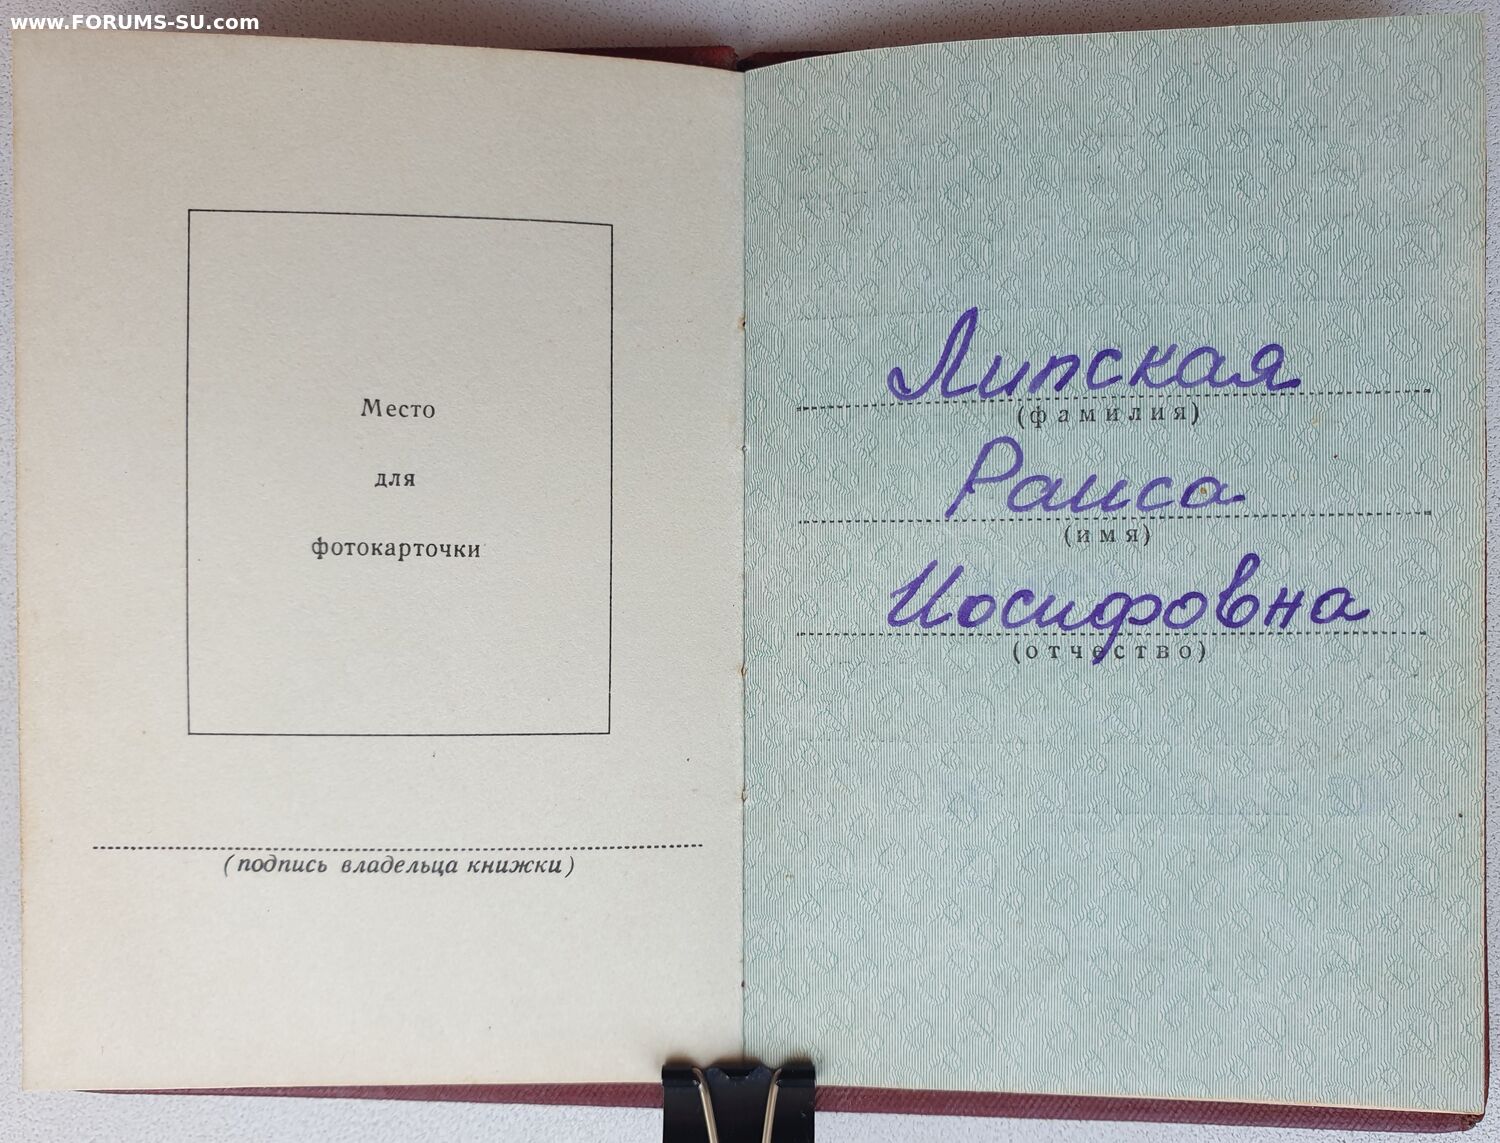 www.FORUMS-SU.com
Место
для
фотокарточки
(подпись владельца книжки)
Липская
(фамилия)
Раиса
(имя)
Иосифовна
(отчество)